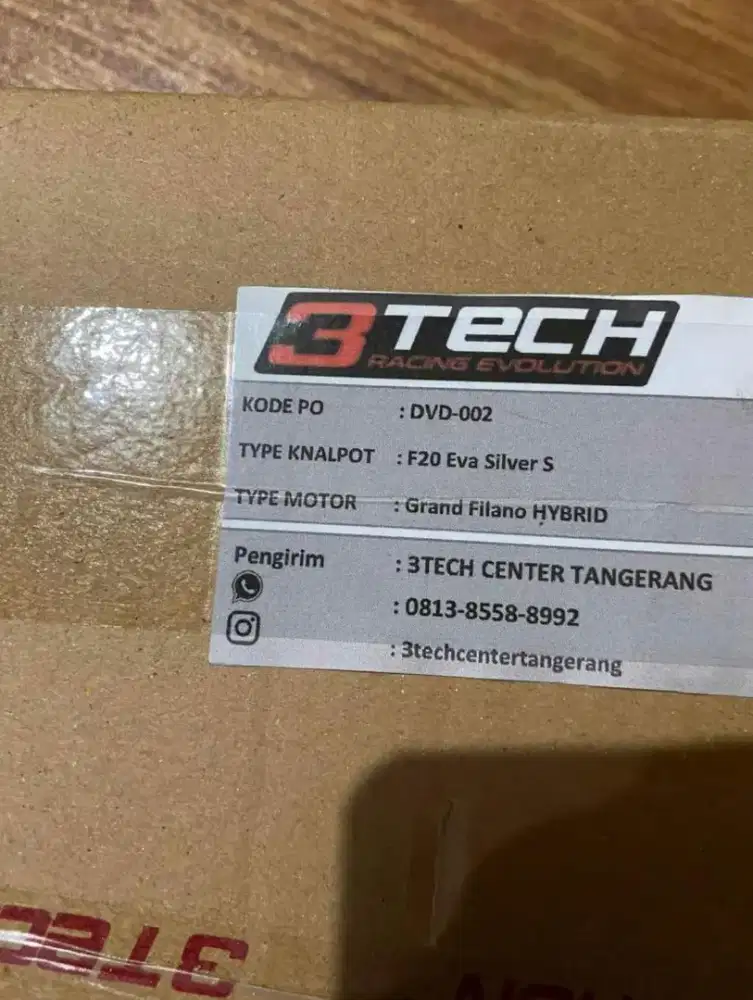 3TECH
RACING EVOLUTION
KODE PO : DVD-002
TYPE KNALPOT : F20 Eva Silver S
TYPE MOTOR : Grand Filano HYBRID
Pengirim : 3TECH CENTER TANGERANG
: 0813-8558-8992
: 3techcentertangerang
3TEC